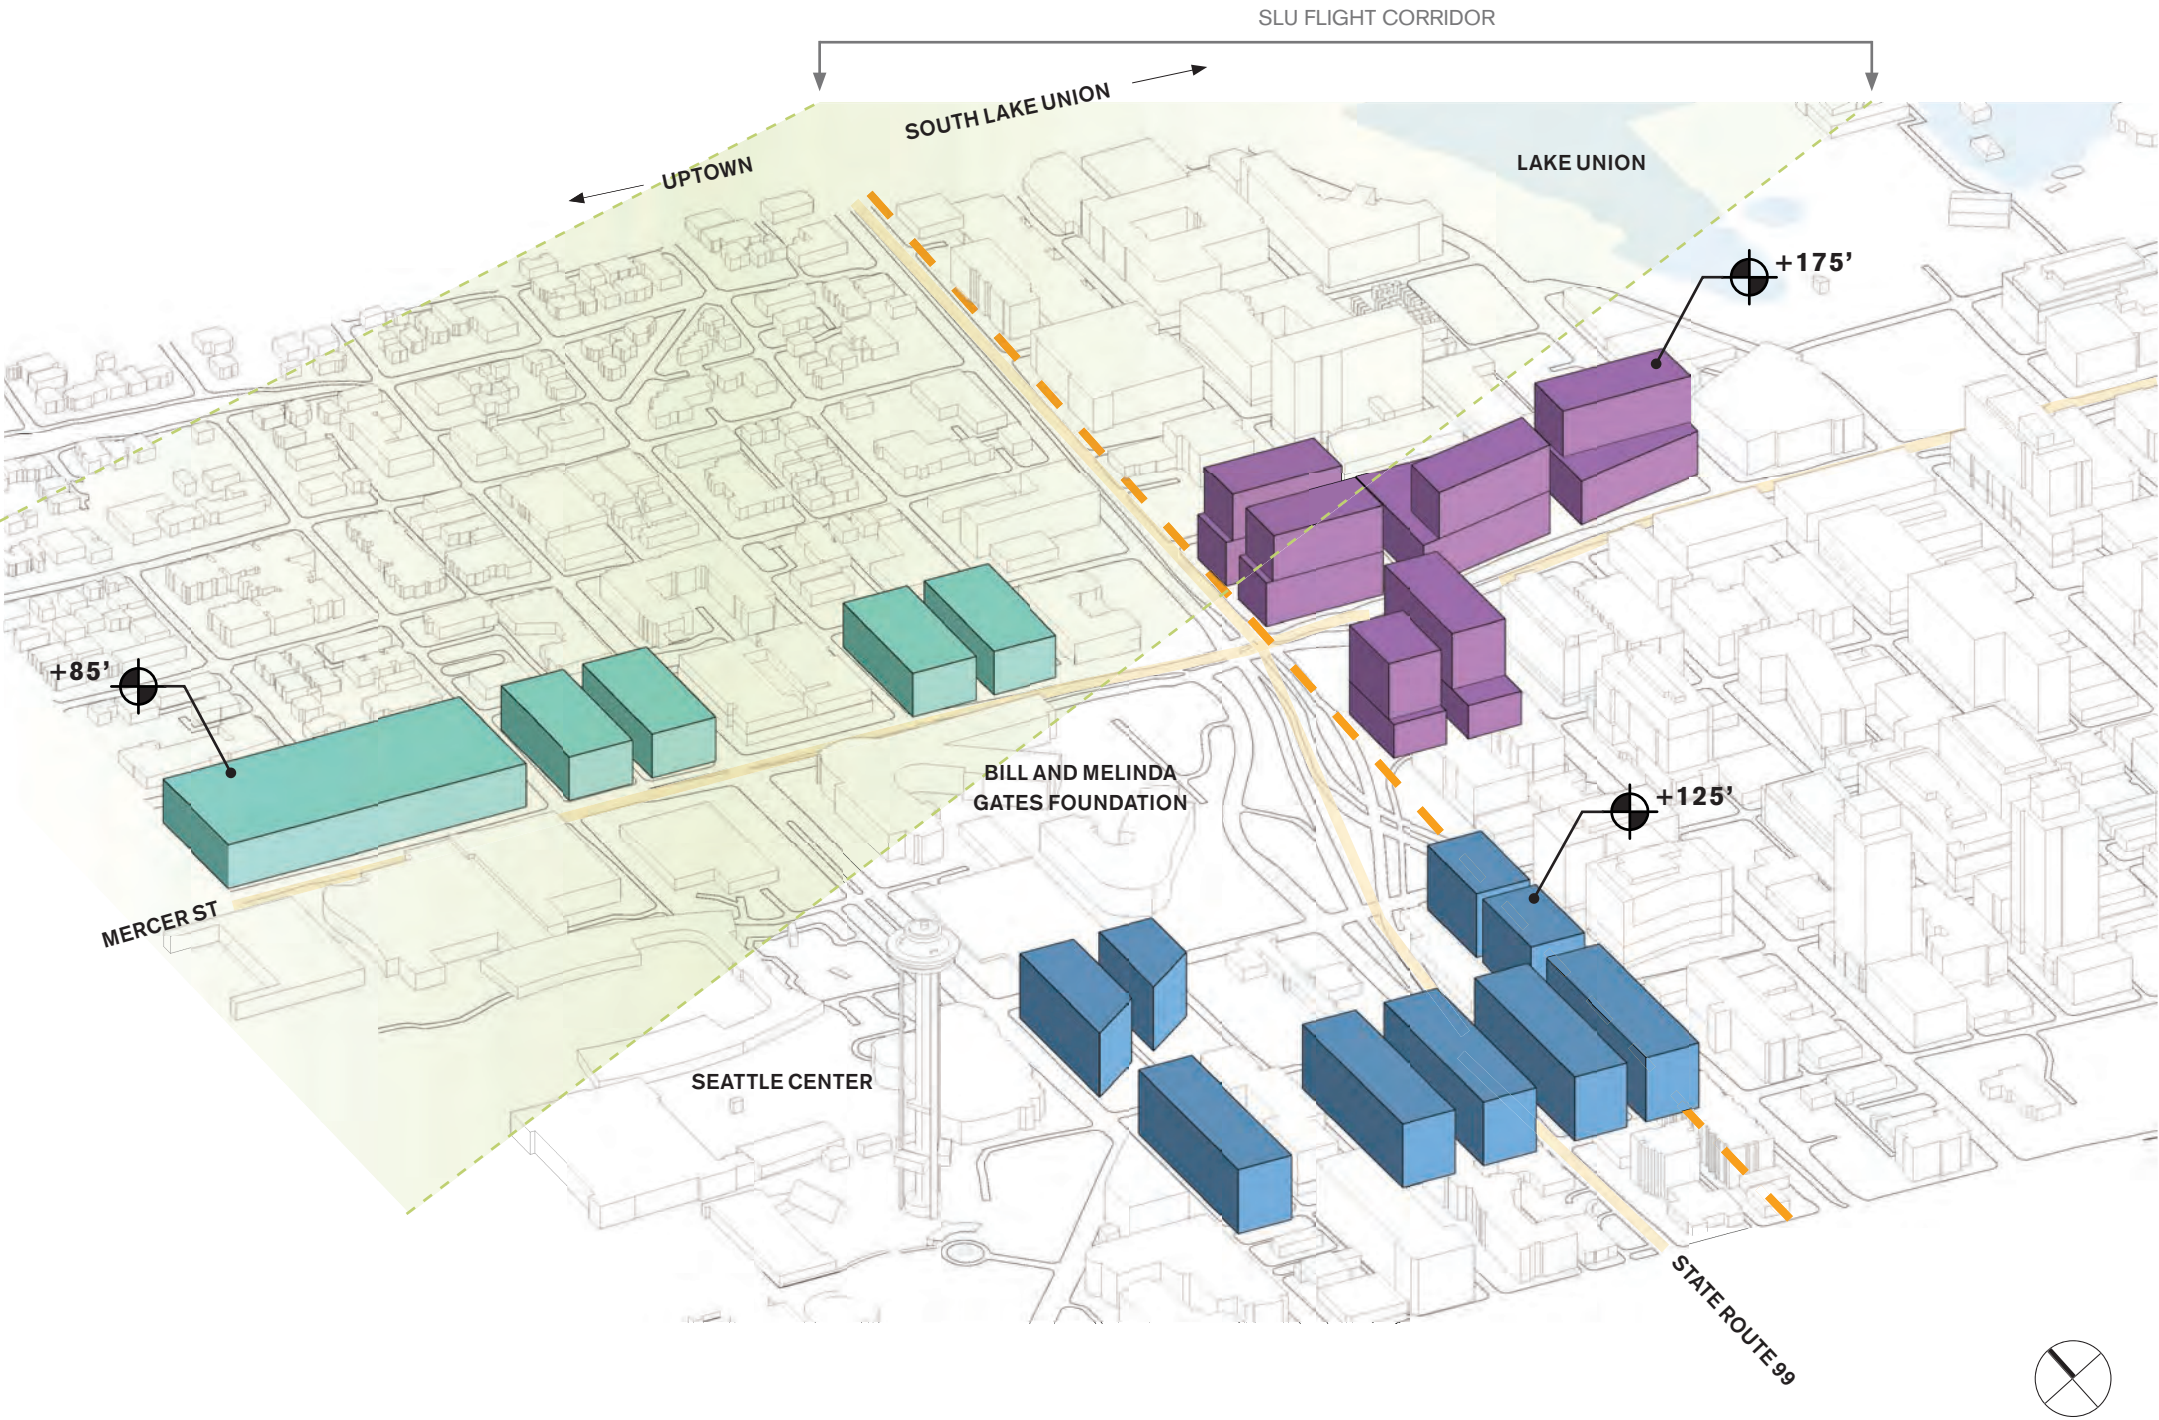 SLU FLIGHT CORRIDOR
SOUTH LAKE UNION
UPTOWN
LAKE UNION
+175’
+85’
BILL AND MELINDA
GATES FOUNDATION
+125’
MERCER ST
SEATTLE CENTER
STATE ROUTE 99